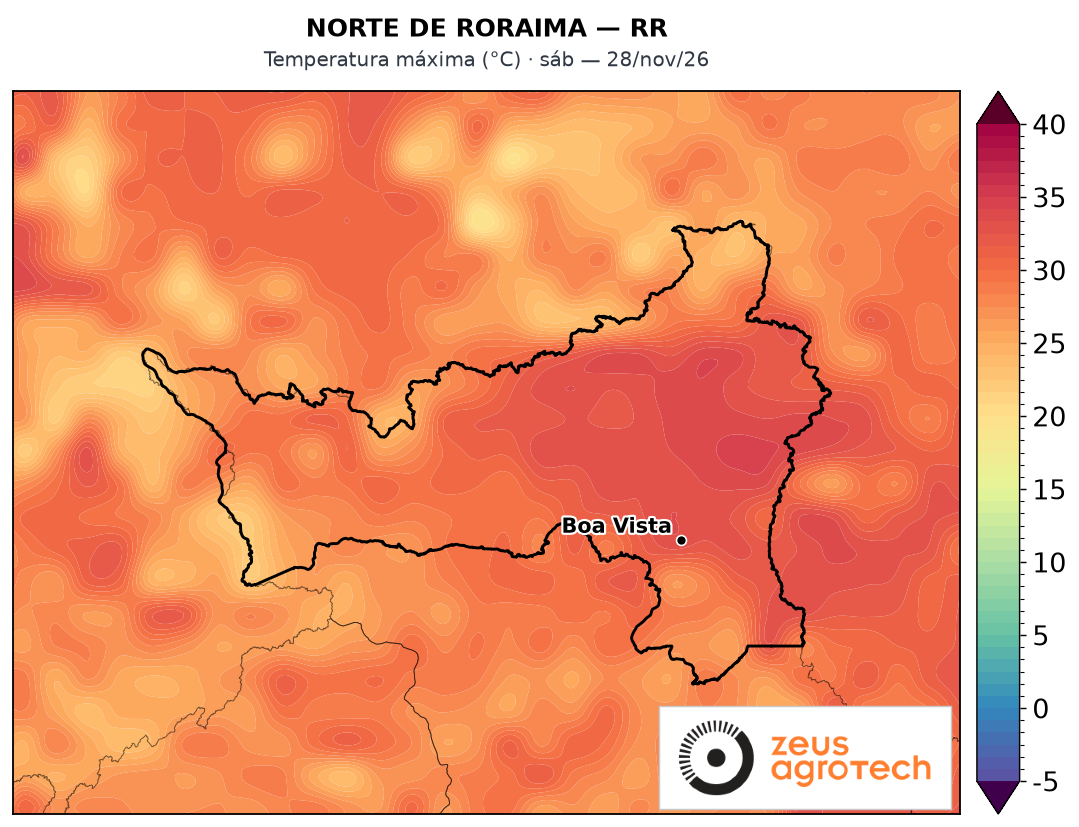 NORTE DE RORAIMA — RR
Temperatura máxima (°C) · sáb — 28/nov/26
40
35
30
25
20
15
10
5
0
-5
Boa Vista
zeus
agrotech